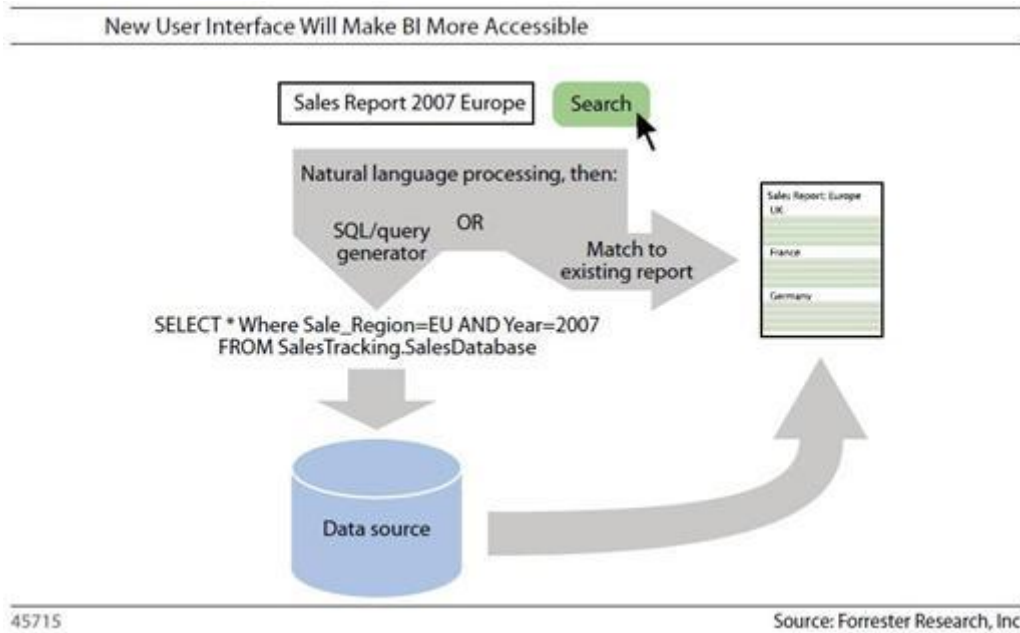 New User Interface Will Make BI More Accessible
Sales Report 2007 Europe
Search
Natural language processing, then:
SQL/query
generator
OR
Match to
existing report
Sales Report: Europe
UK
France
Germany
SELECT * Where Sale_Region=EU AND Year=2007
FROM SalesTracking.SalesDatabase
Data source
45715
Source: Forrester Research, Inc